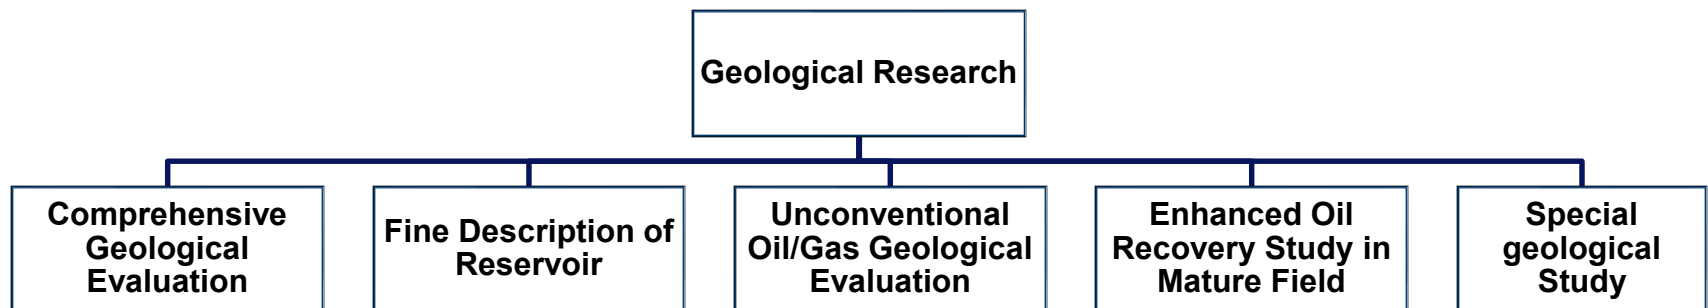 Geological Research
Comprehensive
Geological
Evaluation
Fine Description of
Reservoir
Unconventional
Oil/Gas Geological
Evaluation
Enhanced Oil
Recovery Study in
Mature Field
Special
geological
Study